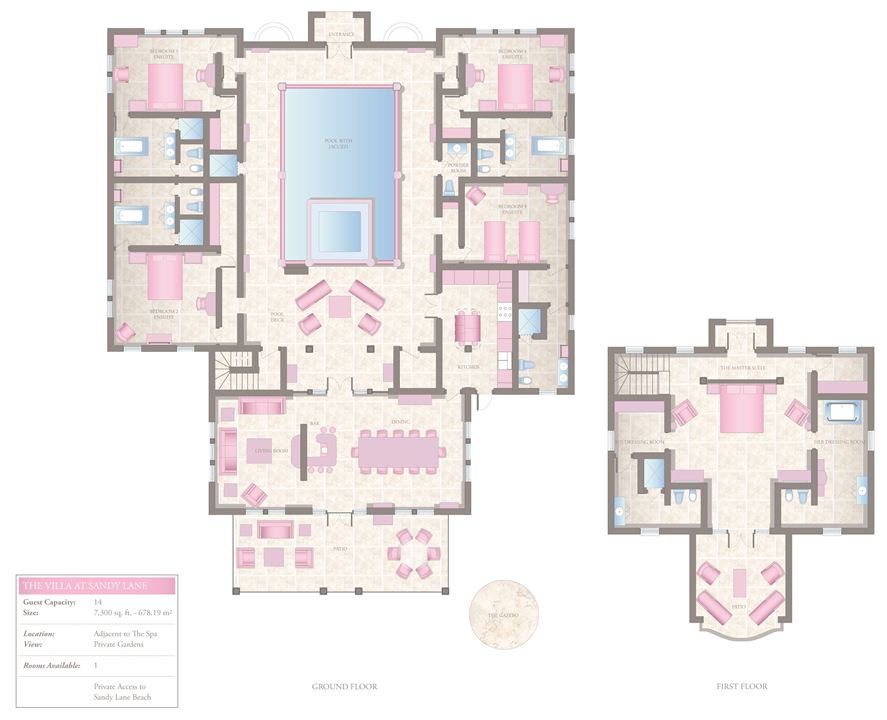 ENTRANCE
BEDROOM 3
ENSUITE
BEDROOM 4
ENSUITE
POOL WITH
JACUZZI
POWDER
ROOM
BEDROOM 5
ENSUITE
BEDROOM 2
ENSUITE
POOL
DECK
KITCHEN
BAR
DINING
LIVING ROOM
PATIO
THE GAZEBO
THE MASTER SUITE
HIS DRESSING ROOM
HER DRESSING ROOM
PATIO
THE VILLA AT SANDY LANE
Guest Capacity: 14
Size: 7,300 sq. ft. - 678.19 m²
Location: Adjacent to The Spa
View: Private Gardens
Rooms Available: 1
Private Access to
Sandy Lane Beach
GROUND FLOOR
FIRST FLOOR